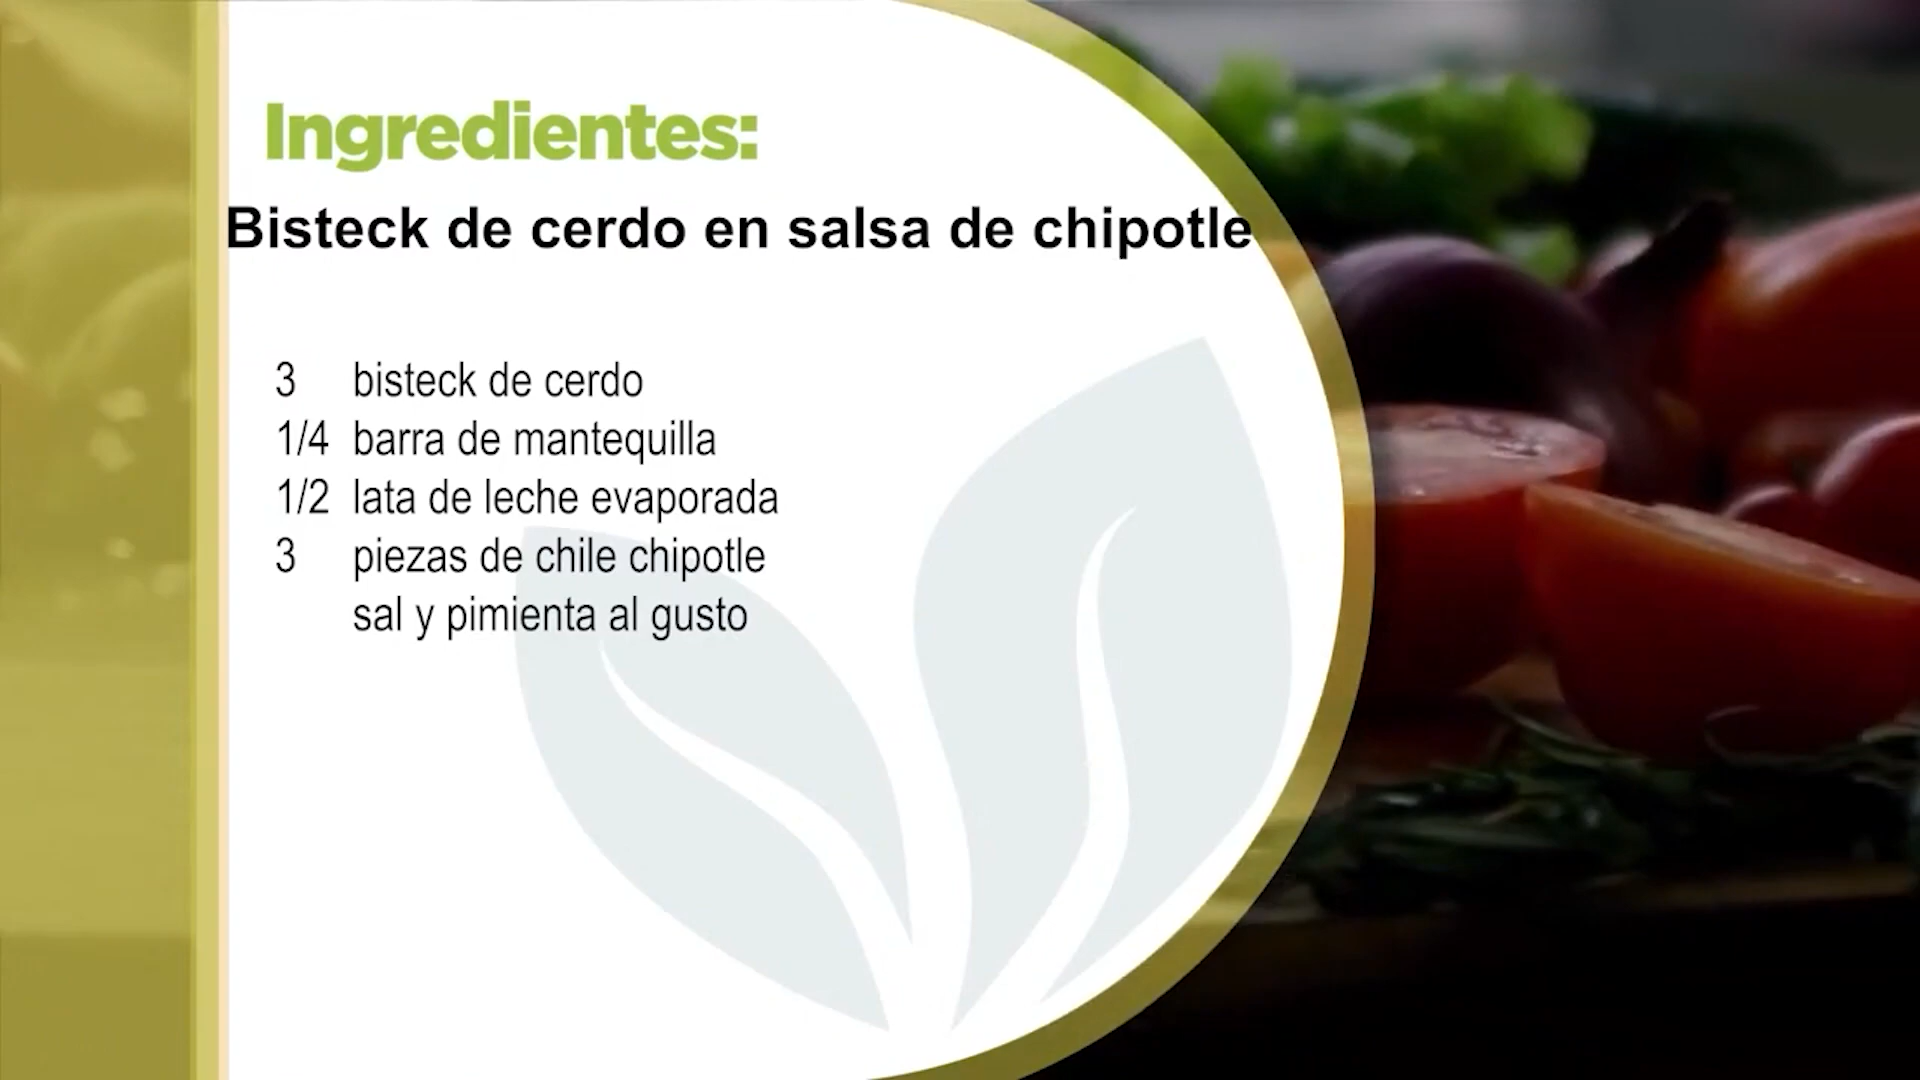 Ingredientes:
Bisteck de cerdo en salsa de chipotle
3 bisteck de cerdo
1/4 barra de mantequilla
1/2 lata de leche evaporada
3 piezas de chile chipotle
sal y pimienta al gusto